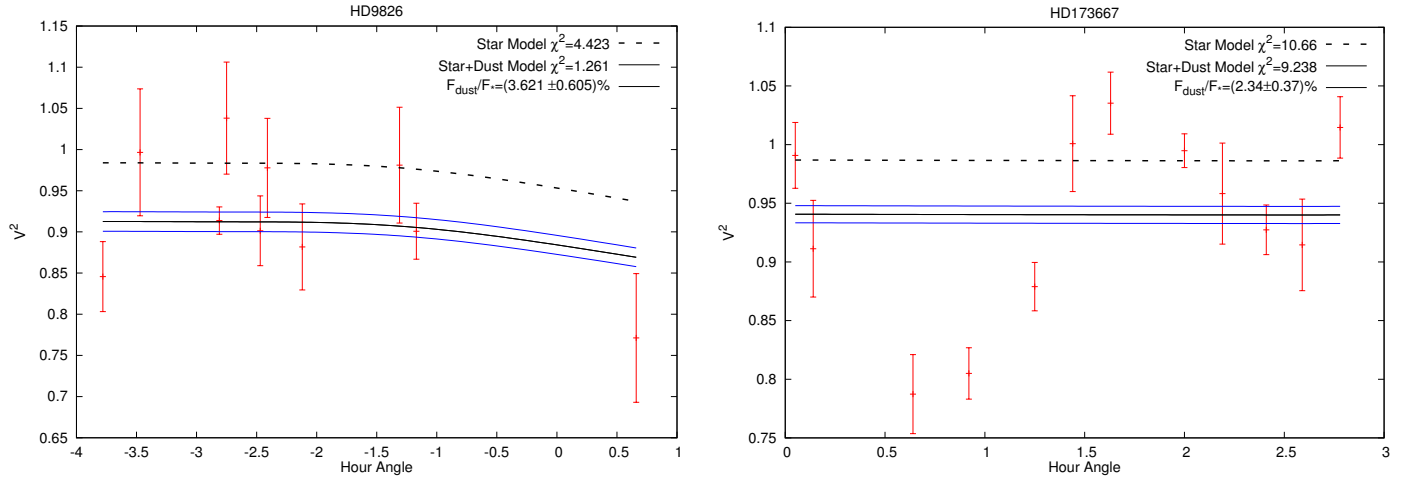 HD9826
Star Model χ²=4.423
Star+Dust Model χ²=1.261
F_dust/F_*=(3.621 ±0.605)%
1.15
1.1
1.05
1
0.95
0.9
0.85
0.8
0.75
0.7
0.65
V²
-4 -3.5 -3 -2.5 -2 -1.5 -1 -0.5 0 0.5 1
Hour Angle
HD173667
Star Model χ²=10.66
Star+Dust Model χ²=9.238
F_dust/F_*=(2.34±0.37)%
1.1
1.05
1
0.95
0.9
0.85
0.8
0.75
V²
0 0.5 1 1.5 2 2.5 3
Hour Angle